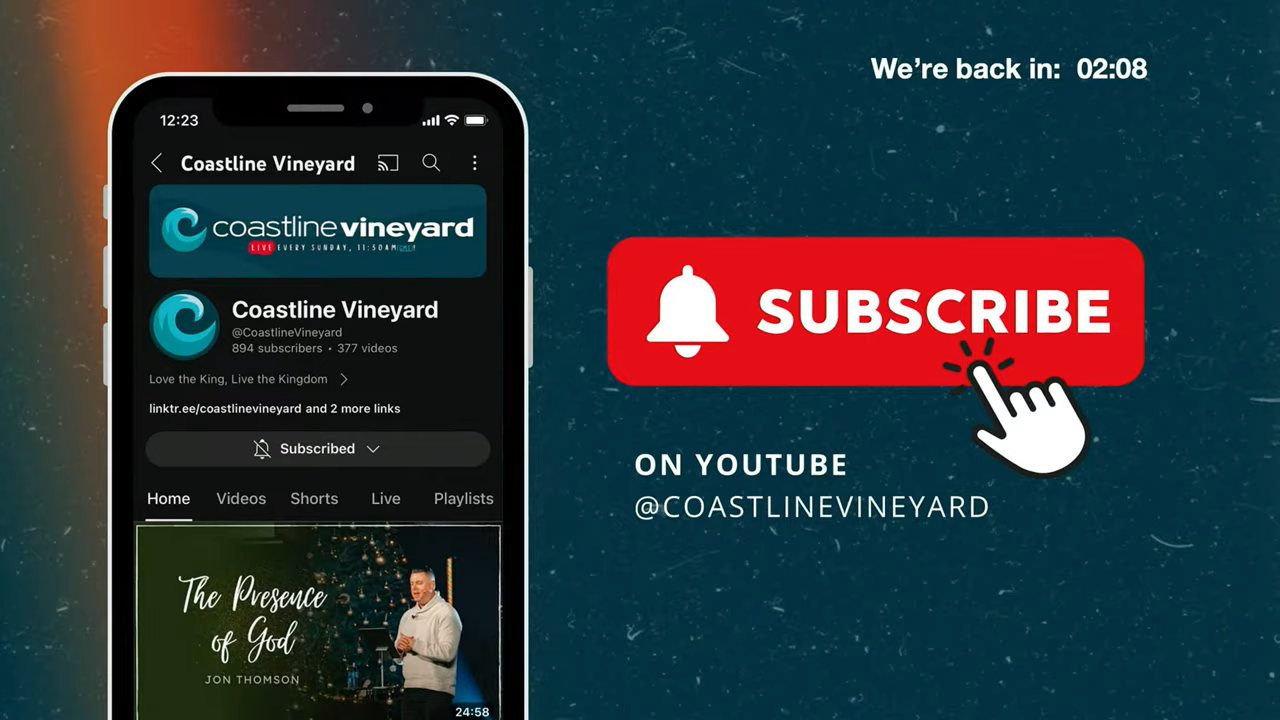 We're back in: 02:08
12:23
Coastline Vineyard
coastlinevineyard
LIVE EVERY SUNDAY, 11:30AM
Coastline Vineyard
@CoastlineVineyard
894 subscribers • 377 videos
Love the King, Live the Kingdom
linktr.ee/coastlinevineyard and 2 more links
Subscribed
Home Videos Shorts Live Playlists
The Presence
of God
JON THOMSON
24:58
SUBSCRIBE
ON YOUTUBE
@COASTLINEVINEYARD